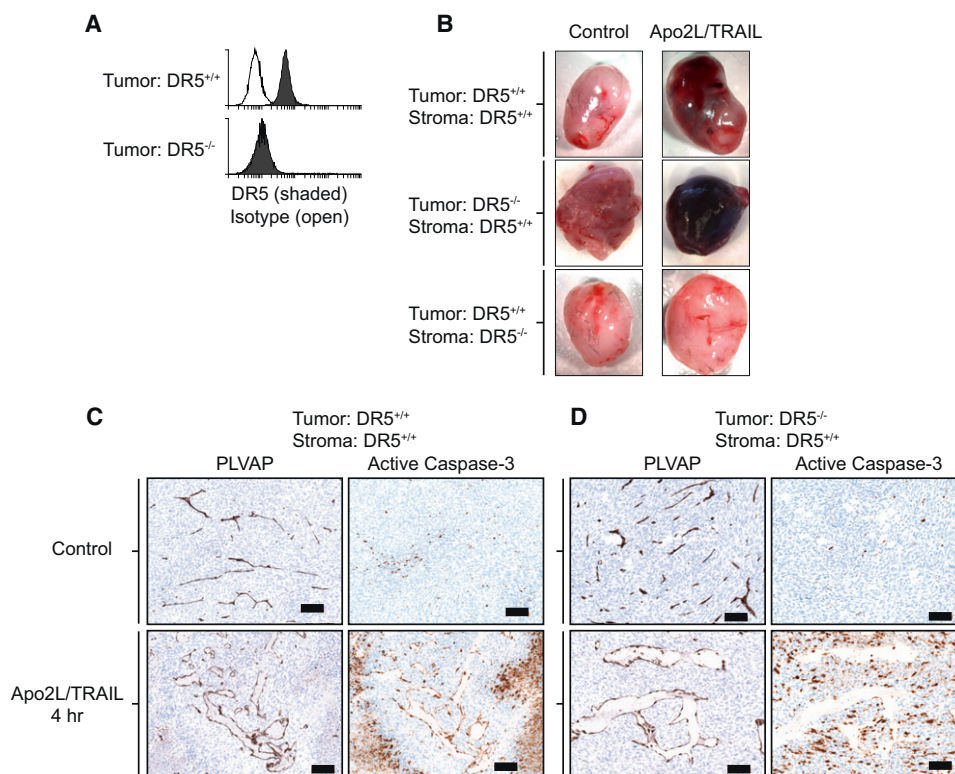 A
Tumor: DR5+/+
Tumor: DR5-/-
DR5 (shaded)
Isotype (open)
B
Control Apo2L/TRAIL
Tumor: DR5+/+
Stroma: DR5+/+
Tumor: DR5-/-
Stroma: DR5+/+
Tumor: DR5+/+
Stroma: DR5-/-
C
Tumor: DR5+/+
Stroma: DR5+/+
PLVAP Active Caspase-3
Control
Apo2L/TRAIL
4 hr
D
Tumor: DR5-/-
Stroma: DR5+/+
PLVAP Active Caspase-3